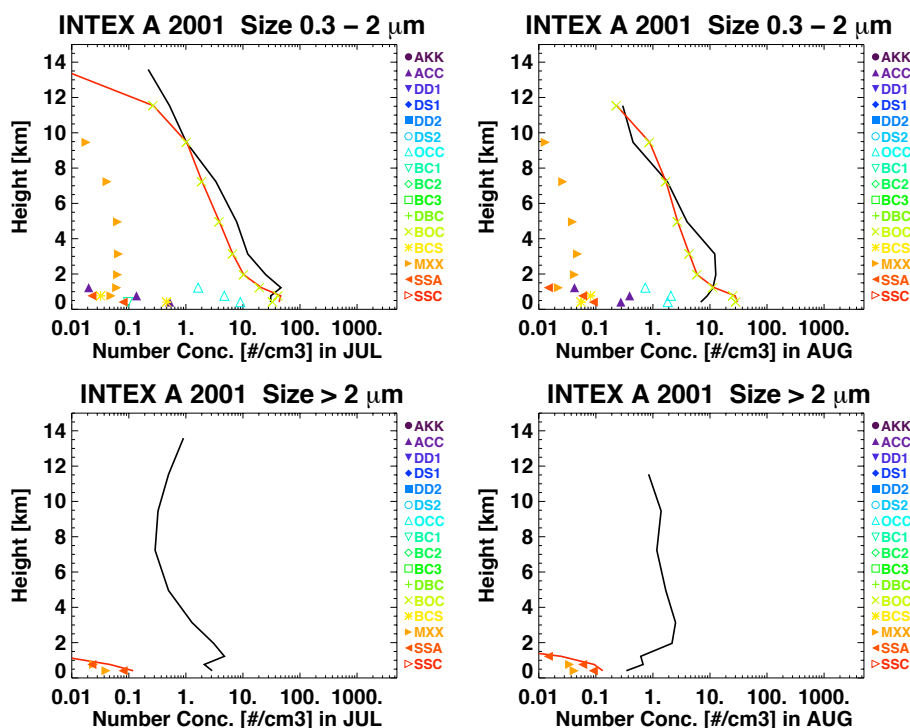 INTEX A 2001 Size 0.3 – 2 μm
14
12
10
8
6
4
2
0
Height [km]
0.01 0.1 1. 10. 100. 1000.
Number Conc. [#/cm3] in JUL
AKK
ACC
DD1
DS1
DD2
DS2
OCC
BC1
BC2
BC3
DBC
BOC
BCS
MXX
SSA
SSC
INTEX A 2001 Size 0.3 – 2 μm
14
12
10
8
6
4
2
0
Height [km]
0.01 0.1 1. 10. 100. 1000.
Number Conc. [#/cm3] in AUG
AKK
ACC
DD1
DS1
DD2
DS2
OCC
BC1
BC2
BC3
DBC
BOC
BCS
MXX
SSA
SSC
INTEX A 2001 Size > 2 μm
14
12
10
8
6
4
2
0
Height [km]
0.01 0.1 1. 10. 100. 1000.
Number Conc. [#/cm3] in JUL
AKK
ACC
DD1
DS1
DD2
DS2
OCC
BC1
BC2
BC3
DBC
BOC
BCS
MXX
SSA
SSC
INTEX A 2001 Size > 2 μm
14
12
10
8
6
4
2
0
Height [km]
0.01 0.1 1. 10. 100. 1000.
Number Conc. [#/cm3] in AUG
AKK
ACC
DD1
DS1
DD2
DS2
OCC
BC1
BC2
BC3
DBC
BOC
BCS
MXX
SSA
SSC